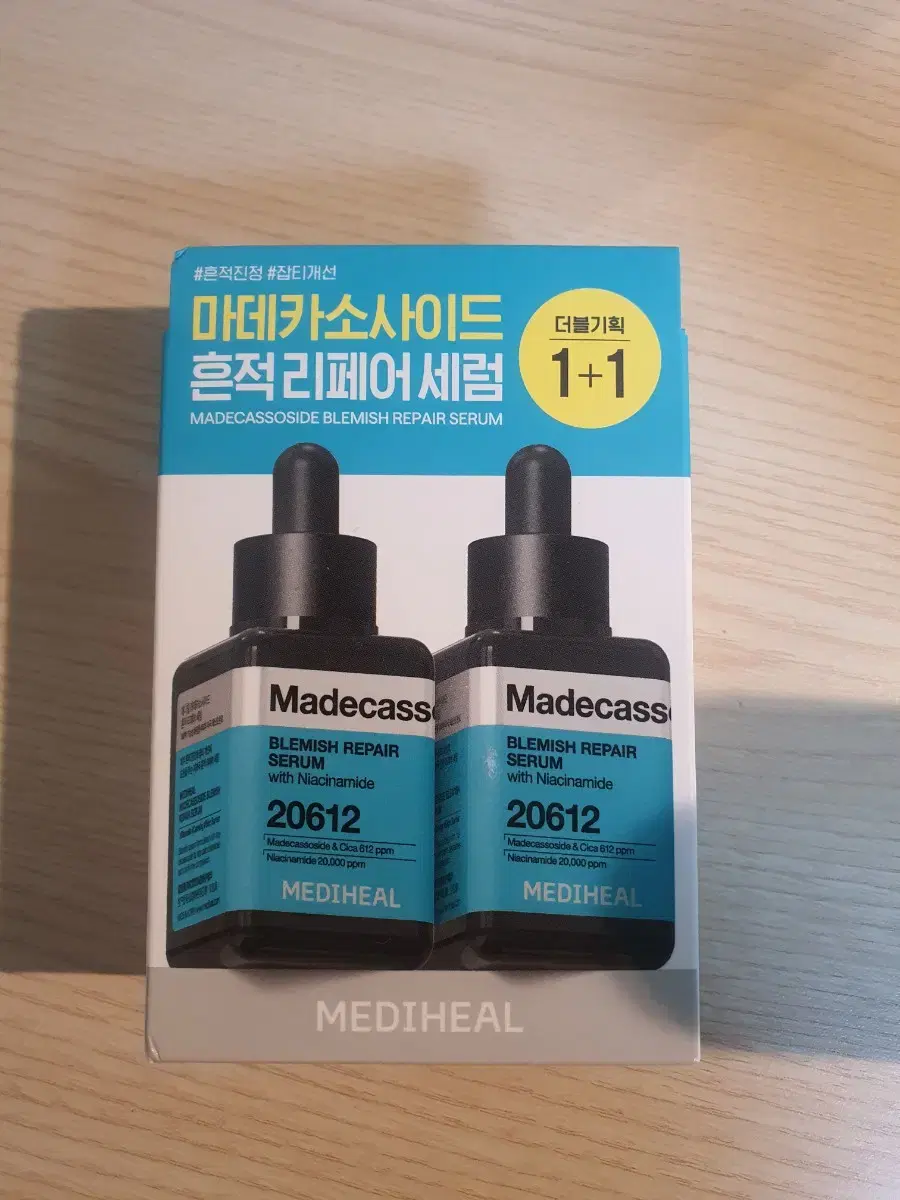 #흔적진정 #잡티개선
마데카소사이드
흔적 리페어 세럼
MADECASSOSIDE BLEMISH REPAIR SERUM
더블기획
1+1
Madecass
BLEMISH REPAIR
SERUM
with Niacinamide
20612
Madecassoside & Cica 612 ppm
Niacinamide 20,000 ppm
MEDIHEAL
Madecass
BLEMISH REPAIR
SERUM
with Niacinamide
20612
Madecassoside & Cica 612 ppm
Niacinamide 20,000 ppm
MEDIHEAL
MEDIHEAL